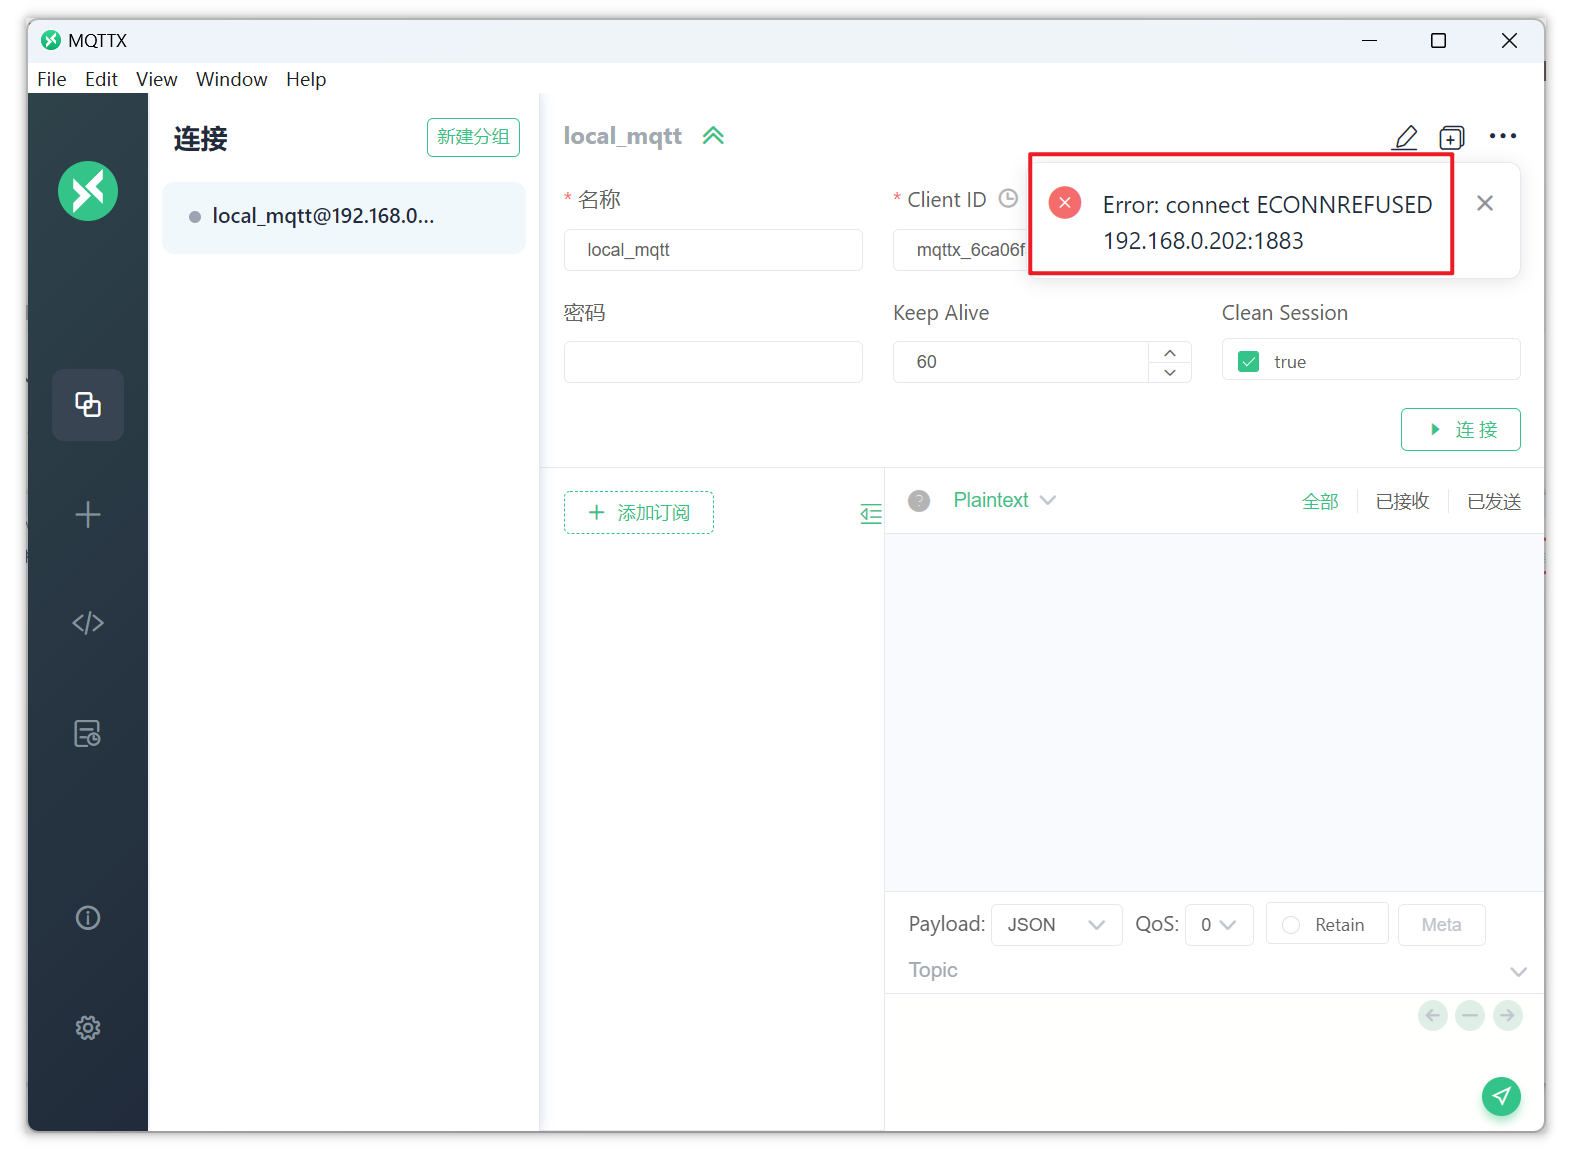 MQTTX
File Edit View Window Help
连接
新建分组
local_mqtt@192.168.0...
local_mqtt
* 名称
* Client ID
local_mqtt
mqttx_6ca06f
Error: connect ECONNREFUSED
192.168.0.202:1883
密码
Keep Alive
Clean Session
60
true
连接
添加订阅
Plaintext
全部
已接收
已发送
Payload:
JSON
QoS:
0
Retain
Meta
Topic